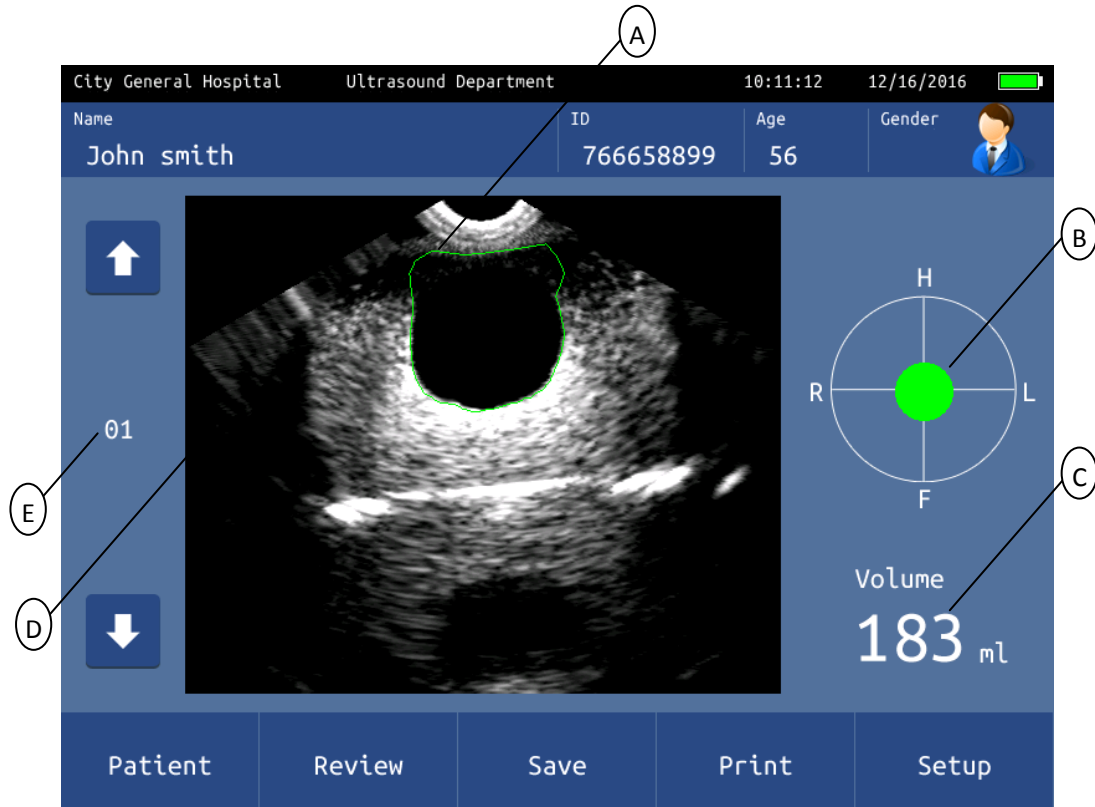 A
City General Hospital Ultrasound Department 10:11:12 12/16/2016
Name ID Age Gender
John smith 766658899 56
B
H
R L
F
01
E
C
D
Volume
183 ml
Patient Review Save Print Setup